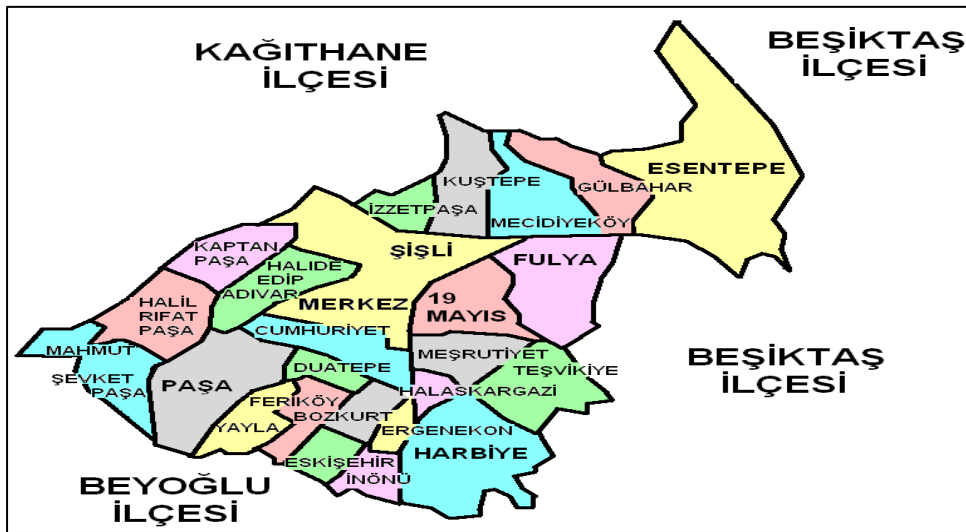 KAĞITHANE
İLÇESİ
BEŞİKTAŞ
İLÇESİ
ESENTEPE
KUŞTEPE
GÜLBAHAR
İZZETPAŞA
MECİDİYEKÖY
KAPTAN
PAŞA
ŞİŞLİ
MERKEZ
FULYA
HALİDE
EDİP
ADIVAR
HALİL
RIFAT
PAŞA
19
MAYIS
CUMHURİYET
MAHMUT
ŞEVKET
PAŞA
MEŞRUTİYET
TEŞVİKİYE
BEŞİKTAŞ
İLÇESİ
PAŞA
DUATEPE
HALASKARGAZİ
FERİKÖY
BOZKURT
YAYLA
ERGENEKON
HARBİYE
ESKİŞEHİR
İNÖNÜ
BEYOĞLU
İLÇESİ